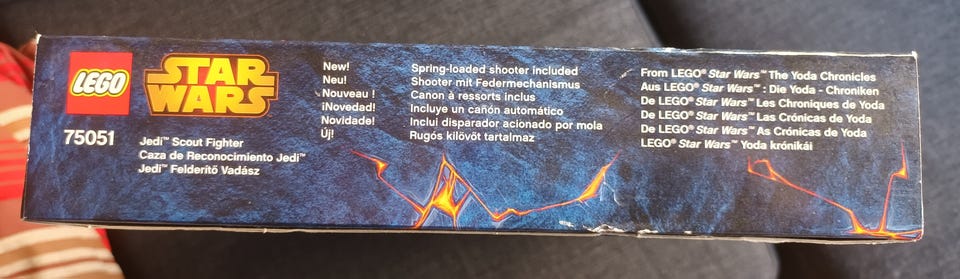 LEGO
STAR
WARS
75051
Jedi™ Scout Fighter
Caza de Reconocimiento Jedi™
Jedi™ Felderítő Vadász
New!
Neu!
Nouveau !
¡Novedad!
Novidade!
Új!
Spring-loaded shooter included
Shooter mit Federmechanismus
Canon à ressorts inclus
Incluye un cañón automático
Inclui disparador acionado por mola
Rugós kilövőt tartalmaz
From LEGO® Star Wars™ The Yoda Chronicles
Aus LEGO® Star Wars™ : Die Yoda - Chroniken
De LEGO® Star Wars™ Les Chroniques de Yoda
De LEGO® Star Wars™ Las Crónicas de Yoda
De LEGO® Star Wars™ As Crónicas de Yoda
LEGO® Star Wars™ Yoda krónikái